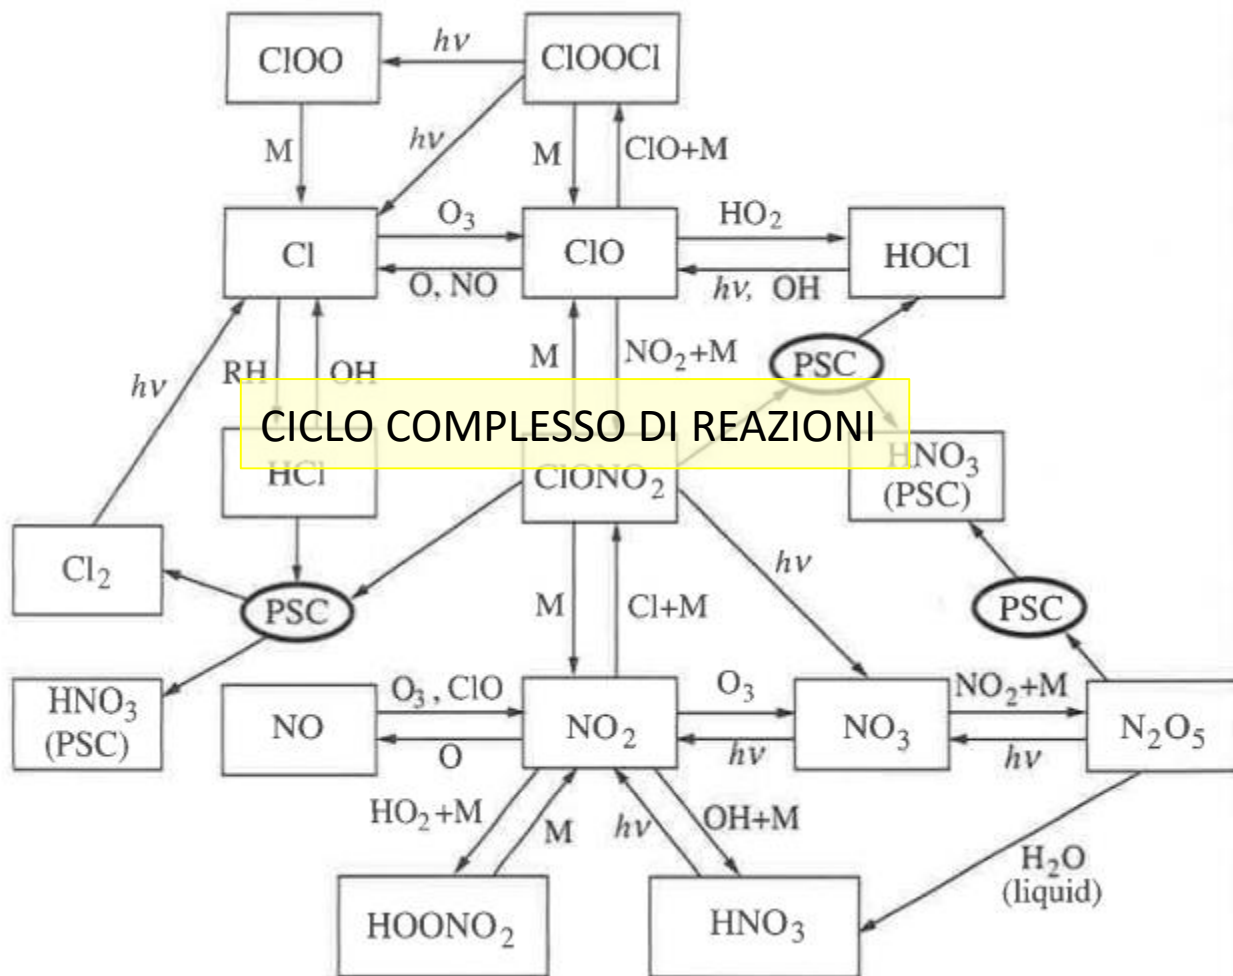 ClOO
hν
ClOOCl
M
hν
M
ClO+M
Cl
O₃
O, NO
ClO
HO₂
hν, OH
HOCl
hν
RH
OH
M
NO₂+M
PSC
CICLO COMPLESSO DI REAZIONI
HCl
ClONO₂
HNO₃
(PSC)
Cl₂
PSC
M
Cl+M
hν
PSC
HNO₃
(PSC)
NO
O₃, ClO
O
NO₂
O₃
hν
NO₃
NO₂+M
hν
N₂O₅
HO₂+M
M
hν
OH+M
H₂O
(liquid)
HOONO₂
HNO₃